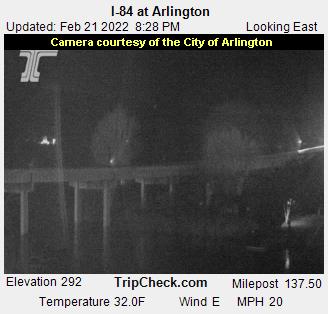 I-84 at Arlington
Updated: Feb 21 2022 8:28 PM Looking East
Camera courtesy of the City of Arlington
Elevation 292 TripCheck.com Milepost 137.50
Temperature 32.0F Wind E MPH 20